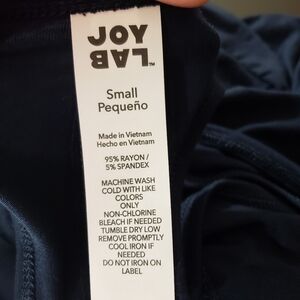 JOY
LAB™
Small
Pequeño
Made in Vietnam
Hecho en Vietnam
95% RAYON /
5% SPANDEX
MACHINE WASH
COLD WITH LIKE
COLORS
ONLY
NON-CHLORINE
BLEACH IF NEEDED
TUMBLE DRY LOW
REMOVE PROMPTLY
COOL IRON IF
NEEDED
DO NOT IRON ON
LABEL